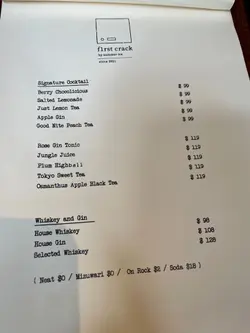 first crack
since 2021
Signature Cocktail
Berry Chocolicious $ 99
Salted Lemonade $ 99
Just Lemon Tea $ 99
Apple Gin $ 99
Good Nite Peach Tea
Rose Gin Tonic $ 119
Jungle Juice $ 119
Plum Highball $ 119
Tokyo Sweet Tea $ 119
Osmanthus Apple Black Tea $ 119
Whiskey and Gin
House Whiskey $ 98
House Gin $ 108
Selected Whiskey $ 128
( Neat $0 / Minuwari $0 / On Rock $2 / Soda $18 )